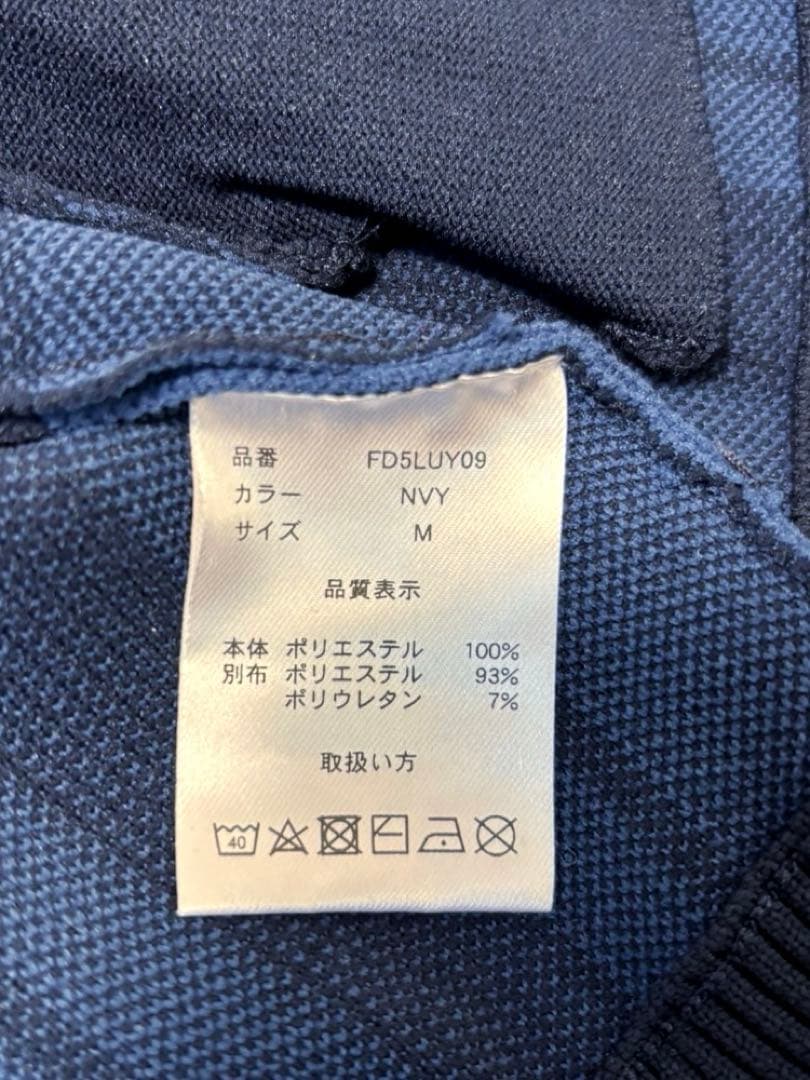 品番 FD5LUY09
カラー NVY
サイズ M
品質表示
本体 ポリエステル 100%
別布 ポリエステル 93%
ポリウレタン 7%
取扱い方
40